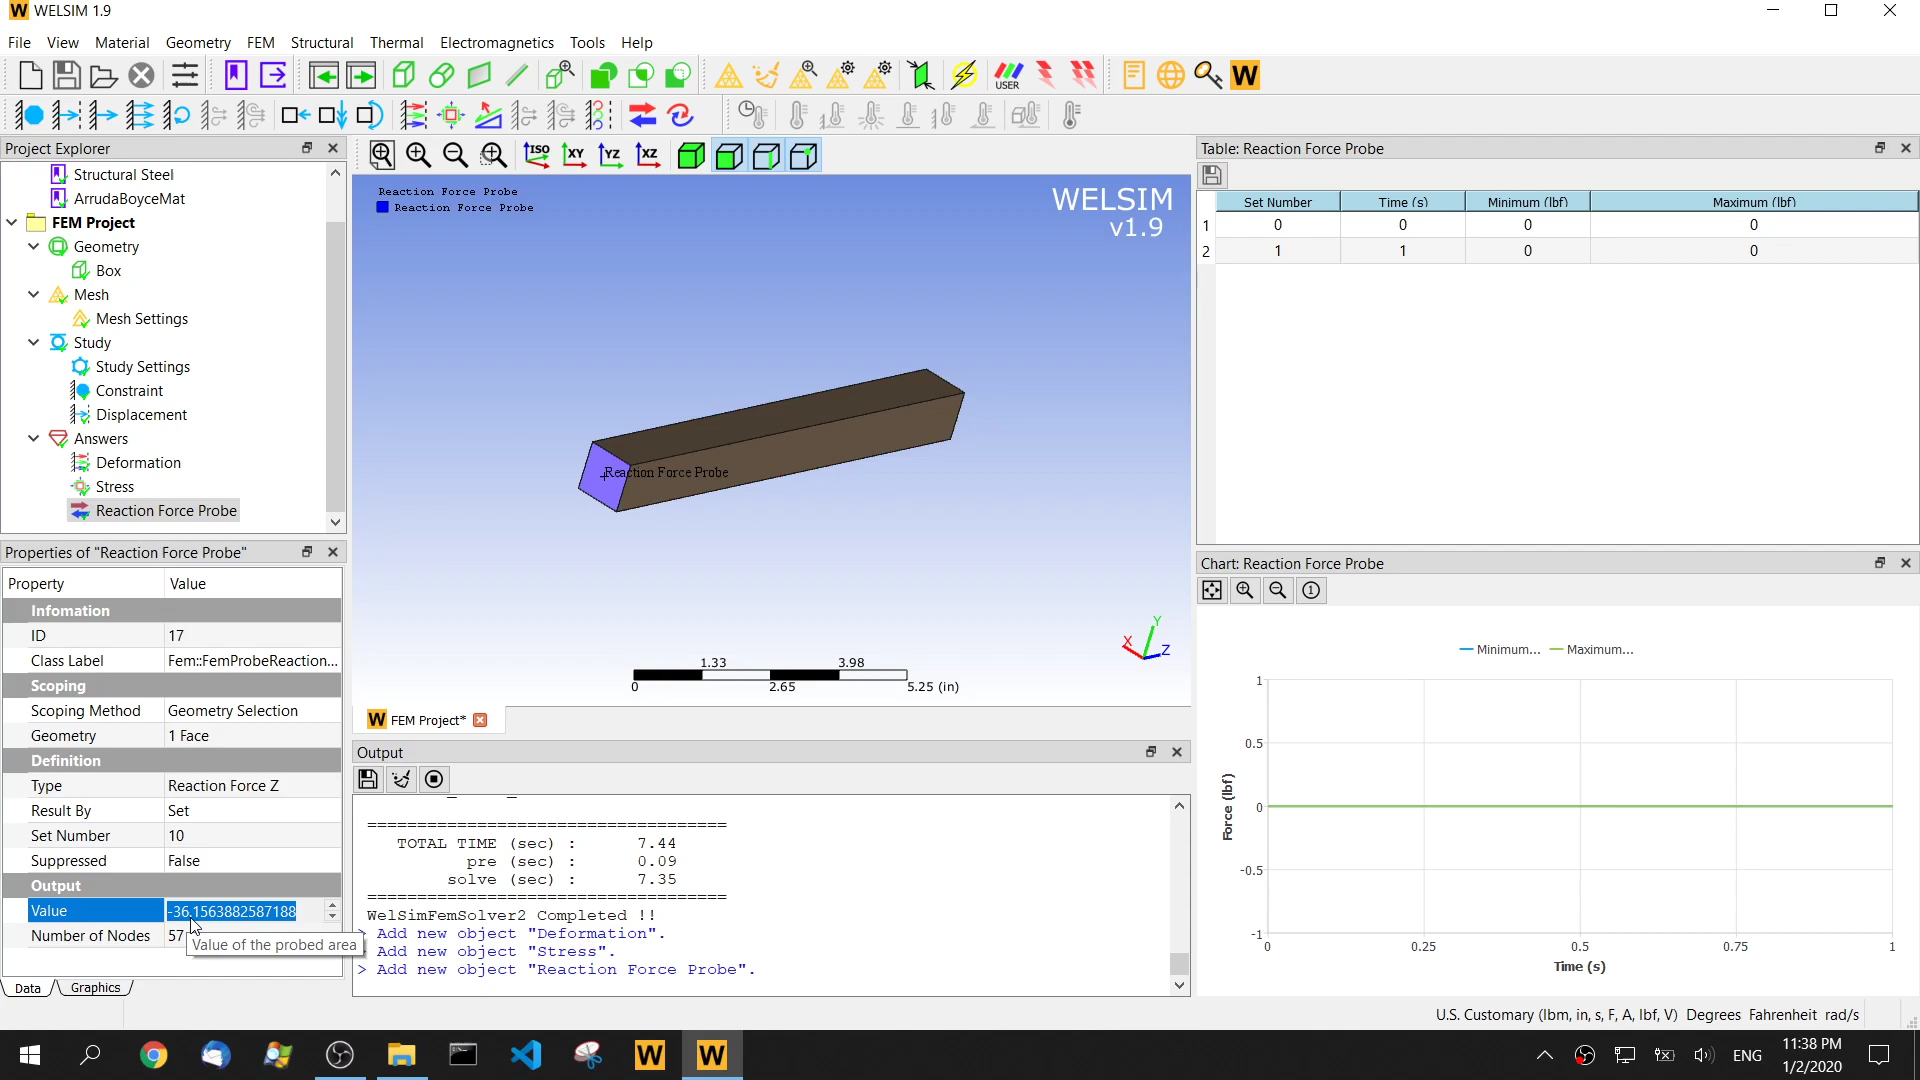 WELSIM 1.9
File View Material Geometry FEM Structural Thermal Electromagnetics Tools Help
USER
W
Project Explorer
Structural Steel
ArrudaBoyceMat
FEM Project
Geometry
Box
Mesh
Mesh Settings
Study
Study Settings
Constraint
Displacement
Answers
Deformation
Stress
Reaction Force Probe
Properties of "Reaction Force Probe"
Property Value
Infomation
ID 17
Class Label Fem::FemProbeReaction...
Scoping
Scoping Method Geometry Selection
Geometry 1 Face
Definition
Type Reaction Force Z
Result By Set
Set Number 10
Suppressed False
Output
Value -36.1563882587188
Number of Nodes 57
Value of the probed area
Data Graphics
ISO XY YZ XZ
Reaction Force Probe
Reaction Force Probe
WELSIM
v1.9
Reaction Force Probe
X Y Z
1.33 3.98
0 2.65 5.25 (in)
W FEM Project*
Output
===================================
TOTAL TIME (sec) : 7.44
pre (sec) : 0.09
solve (sec) : 7.35
===================================
WelSimFemSolver2 Completed !!
> Add new object "Deformation".
> Add new object "Stress".
> Add new object "Reaction Force Probe".
Table: Reaction Force Probe
Set Number Time (s) Minimum (lbf) Maximum (lbf)
1 0 0 0 0
2 1 1 0 0
Chart: Reaction Force Probe
Minimum... Maximum...
1
0.5
0
-0.5
-1
Force (lbf)
0 0.25 0.5 0.75 1
Time (s)
U.S. Customary (lbm, in, s, F, A, lbf, V) Degrees Fahrenheit rad/s
W W
ENG
11:38 PM
1/2/2020